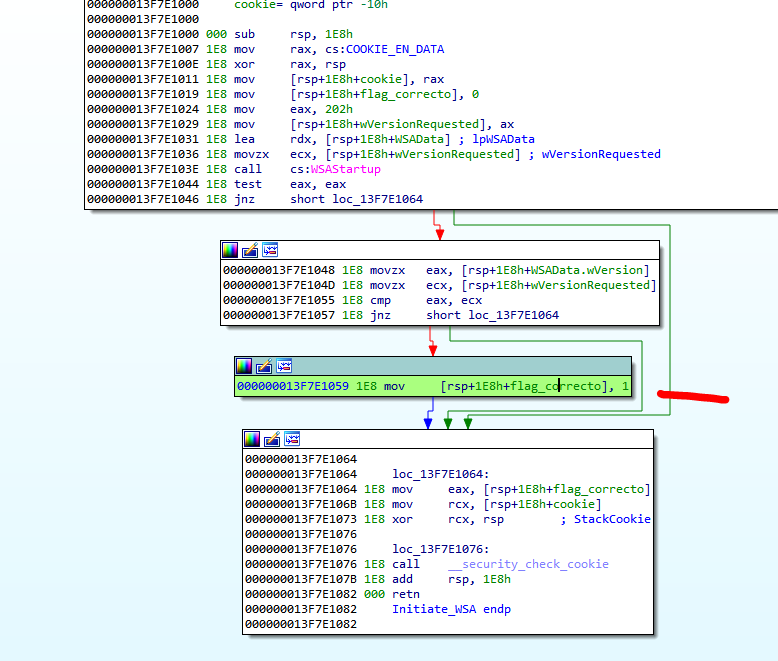 000000013F7E1000 cookie= qword ptr -10h
000000013F7E1000
000000013F7E1000 000 sub rsp, 1E8h
000000013F7E1007 1E8 mov rax, cs:COOKIE_EN_DATA
000000013F7E100E 1E8 xor rax, rsp
000000013F7E1011 1E8 mov [rsp+1E8h+cookie], rax
000000013F7E1019 1E8 mov [rsp+1E8h+flag_correcto], 0
000000013F7E1024 1E8 mov eax, 202h
000000013F7E1029 1E8 mov [rsp+1E8h+wVersionRequested], ax
000000013F7E1031 1E8 lea rdx, [rsp+1E8h+WSAData] ; lpWSAData
000000013F7E1036 1E8 movzx ecx, [rsp+1E8h+wVersionRequested] ; wVersionRequested
000000013F7E103E 1E8 call cs:WSAStartup
000000013F7E1044 1E8 test eax, eax
000000013F7E1046 1E8 jnz short loc_13F7E1064
000000013F7E1048 1E8 movzx eax, [rsp+1E8h+WSAData.wVersion]
000000013F7E104D 1E8 movzx ecx, [rsp+1E8h+wVersionRequested]
000000013F7E1055 1E8 cmp eax, ecx
000000013F7E1057 1E8 jnz short loc_13F7E1064
000000013F7E1059 1E8 mov [rsp+1E8h+flag_correcto], 1
000000013F7E1064
000000013F7E1064 loc_13F7E1064:
000000013F7E1064 1E8 mov eax, [rsp+1E8h+flag_correcto]
000000013F7E106B 1E8 mov rcx, [rsp+1E8h+cookie]
000000013F7E1073 1E8 xor rcx, rsp ; StackCookie
000000013F7E1076
000000013F7E1076 loc_13F7E1076:
000000013F7E1076 1E8 call __security_check_cookie
000000013F7E107B 1E8 add rsp, 1E8h
000000013F7E1082 000 retn
000000013F7E1082 Initiate_WSA endp
000000013F7E1082